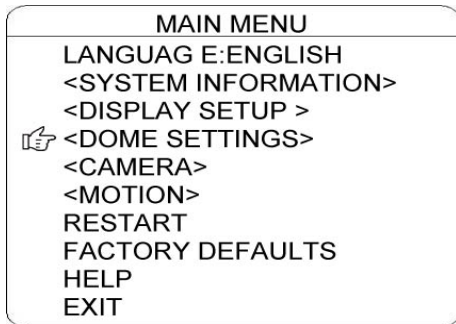 MAIN MENU
LANGUAG E:ENGLISH
<SYSTEM INFORMATION>
<DISPLAY SETUP >
<DOME SETTINGS>
<CAMERA>
<MOTION>
RESTART
FACTORY DEFAULTS
HELP
EXIT